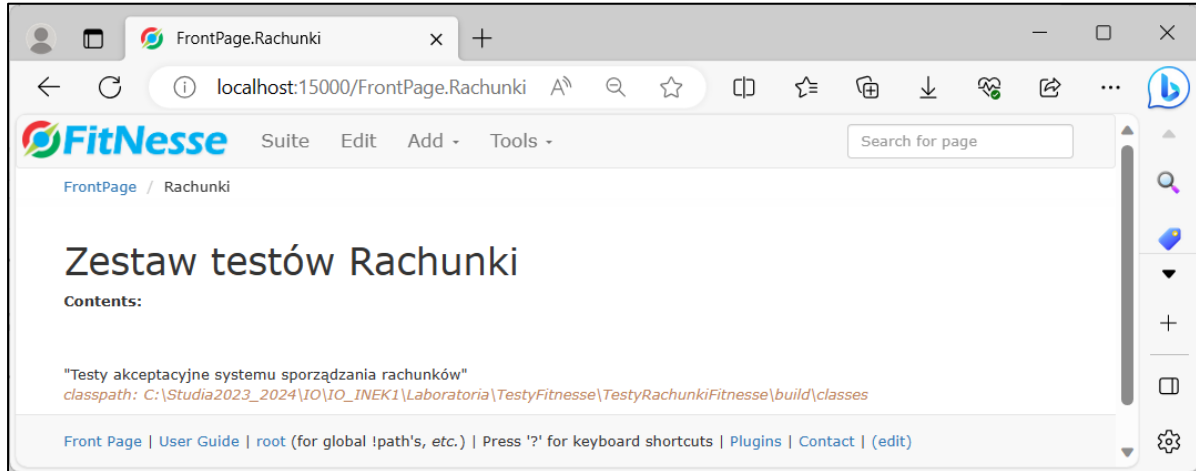 FrontPage.Rachunki
localhost:15000/FrontPage.Rachunki
FitNesse Suite Edit Add Tools Search for page
FrontPage / Rachunki
Zestaw testów Rachunki
Contents:
"Testy akceptacyjne systemu sporządzania rachunków"
classpath: C:\Studia2023_2024\IO\IO_INEK1\Laboratoria\TestyFitnesse\TestyRachunkiFitnesse\build\classes
Front Page | User Guide | root (for global !path's, etc.) | Press '?' for keyboard shortcuts | Plugins | Contact | (edit)